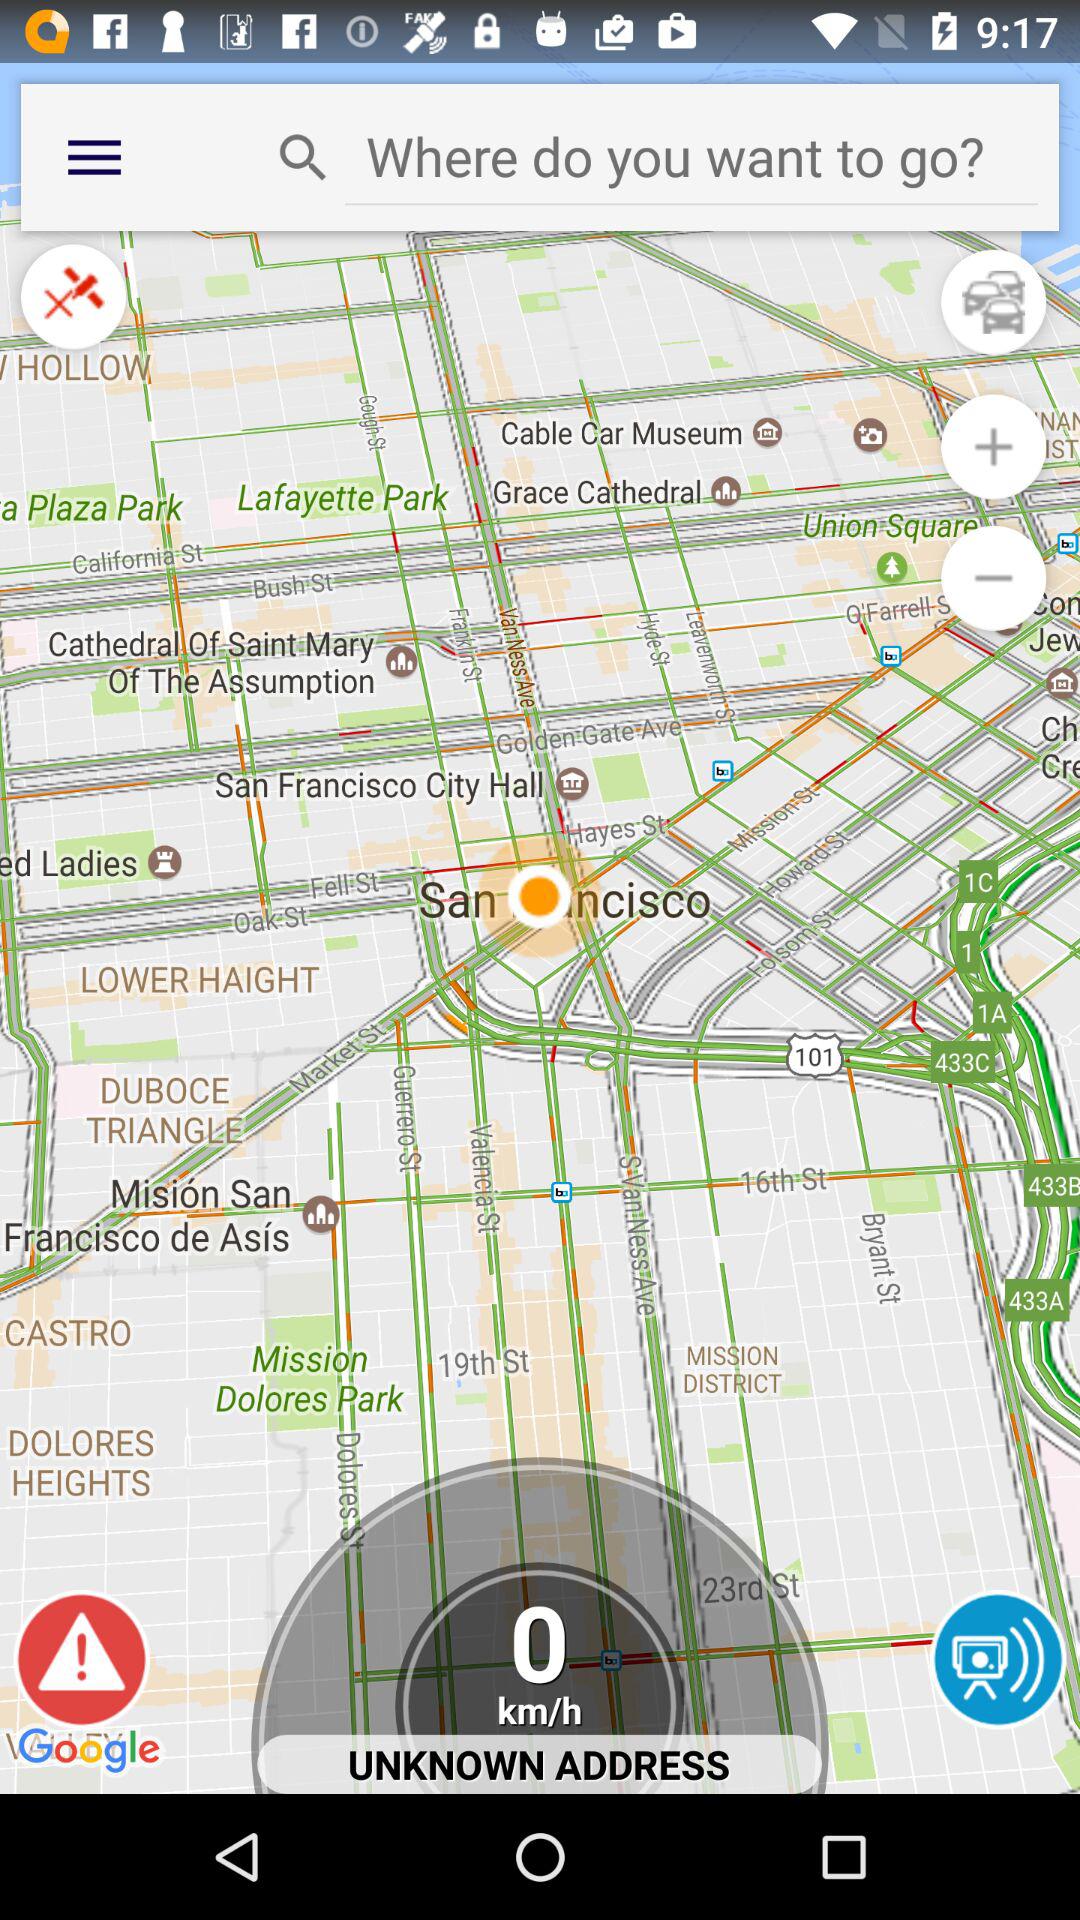 FAKE
9:17
Where do you want to go?
HOLLOW
Gough St
Cable Car Museum
Grace Cathedral
a Plaza Park
Lafayette Park
Union Square
California St
Bush St
O'Farrell S
Cathedral Of Saint Mary
Of The Assumption
Franklin St
Van Ness Ave
Hyde St
Leavenworth St
Con
Jew
Golden Gate Ave
Ch
Cre
San Francisco City Hall
Hayes St
Mission St
Howard St
Folsom St
ed Ladies
Fell St
Oak St
San ncisco
1C
1
1A
433C
101
LOWER HAIGHT
Market St
DUBOCE
TRIANGLE
Guerrero St
Valencia St
S Van Ness Ave
16th St
433B
Bryant St
433A
Misión San
Francisco de Asís
CASTRO
Mission
Dolores Park
19th St
MISSION
DISTRICT
DOLORES
HEIGHTS
Dolores St
23rd St
0
km/h
VALLEY
Google
UNKNOWN ADDRESS